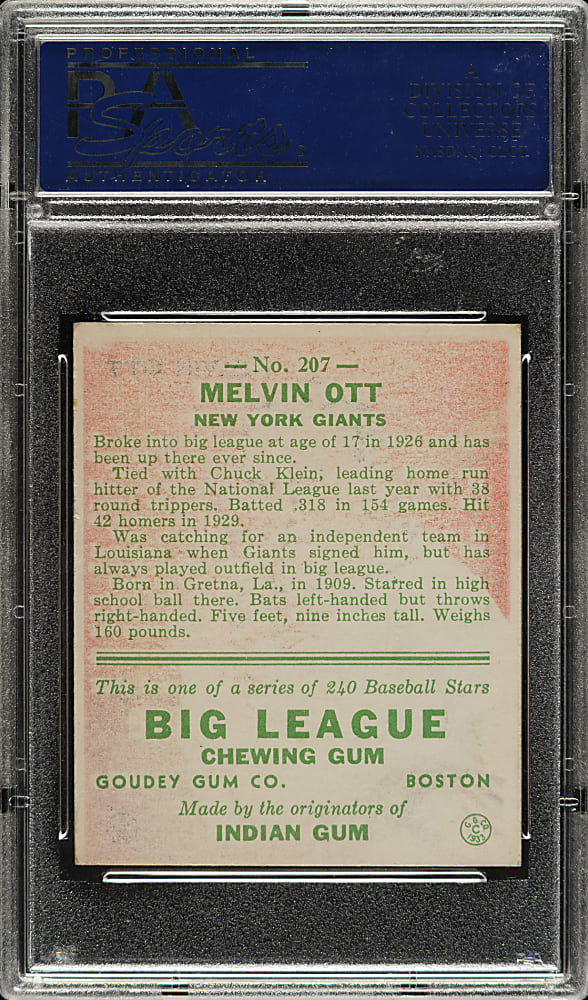 PROFESSIONAL
PSA
Sports
AUTHENTICATOR
A
DIVISION OF
COLLECTORS
UNIVERSE
NASDAQ: CLCT
— No. 207 —
MELVIN OTT
NEW YORK GIANTS
Broke into big league at age of 17 in 1926 and has
been up there ever since.
Tied with Chuck Klein, leading home run
hitter of the National League last year with 38
round trippers. Batted .318 in 154 games. Hit
42 homers in 1929.
Was catching for an independent team in
Louisiana when Giants signed him, but has
always played outfield in big league.
Born in Gretna, La., in 1909. Starred in high
school ball there. Bats left-handed but throws
right-handed. Five feet, nine inches tall. Weighs
160 pounds.
This is one of a series of 240 Baseball Stars
BIG LEAGUE
CHEWING GUM
GOUDEY GUM CO. BOSTON
Made by the originators of
INDIAN GUM
G.G.CO.
C
1933